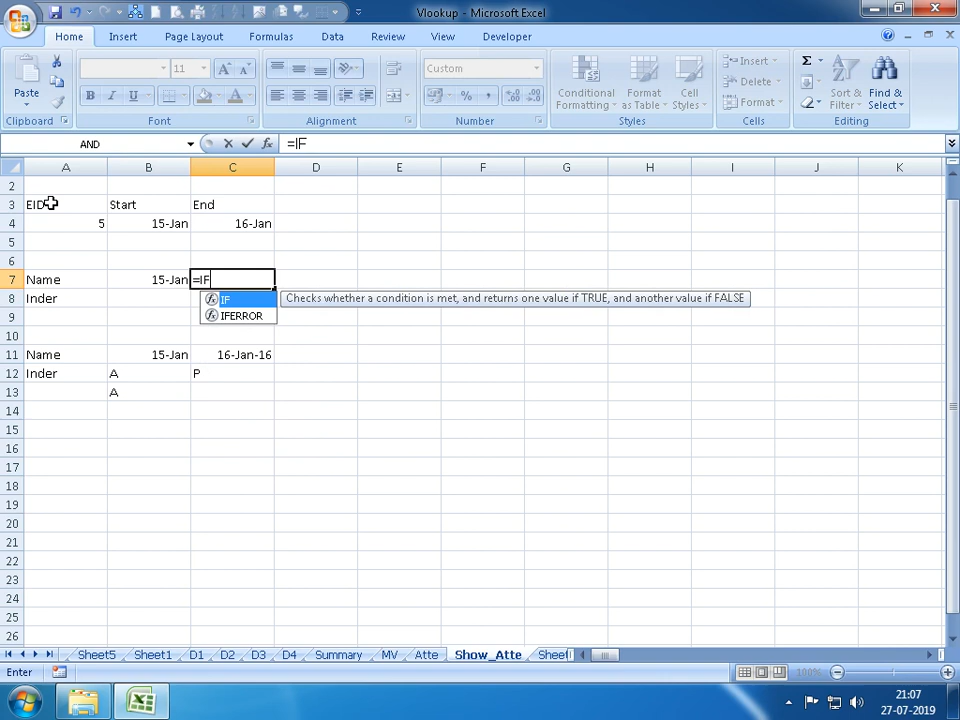 Vlookup - Microsoft Excel
Home Insert Page Layout Formulas Data Review View Developer
Paste
11
A A
B I U
Custom
% ,
Conditional Formatting
Format as Table
Cell Styles
Insert
Delete
Format
Σ
Sort & Filter
Find & Select
Clipboard Font Alignment Number Styles Cells Editing
AND fx =IF
A B C D E F G H I J K
2
3 EID Start End
4 5 15-Jan 16-Jan
5
6
7 Name 15-Jan =IF
IF Checks whether a condition is met, and returns one value if TRUE, and another value if FALSE
8 Inder
IFERROR
9
10
11 Name 15-Jan 16-Jan-16
12 Inder A P
13 A
14
15
16
17
18
19
20
21
22
23
24
25
26
Sheet5 Sheet1 D1 D2 D3 D4 Summary MV Atte Show_Atte Sheet
Enter 100%
21:07
27-07-2019